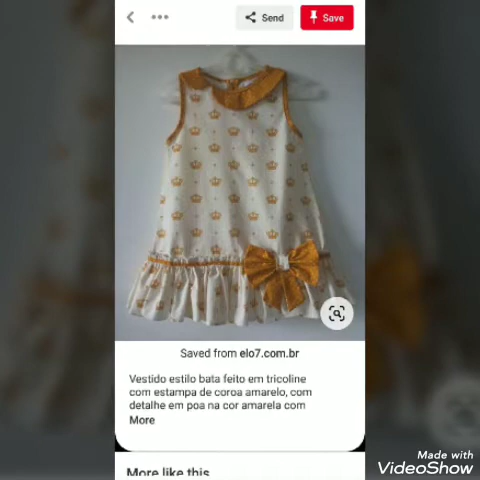 Send
Save
Saved from elo7.com.br
Vestido estilo bata feito em tricoline
com estampa de coroa amarelo, com
detalhe em poa na cor amarela com
More
More like this
Made with
VideoShow